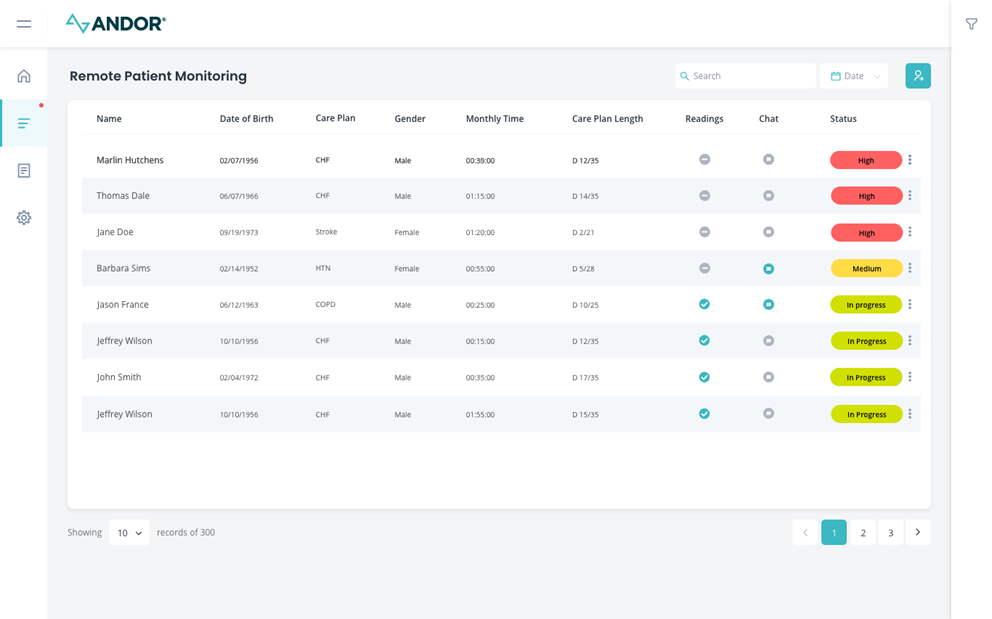 ANDOR®
Remote Patient Monitoring
Search
Date
Name Date of Birth Care Plan Gender Monthly Time Care Plan Length Readings Chat Status
Marlin Hutchens 02/07/1956 CHF Male 00:30:00 D 12/35 High
Thomas Dale 06/07/1966 CHF Male 01:15:00 D 14/35 High
Jane Doe 09/19/1973 Stroke Female 01:20:00 D 2/21 High
Barbara Sims 02/14/1952 HTN Female 00:55:00 D 5/28 Medium
Jason France 06/12/1963 COPD Male 00:25:00 D 10/25 In progress
Jeffrey Wilson 10/10/1956 CHF Male 00:15:00 D 12/35 In Progress
John Smith 02/04/1972 CHF Male 00:35:00 D 17/35 In Progress
Jeffrey Wilson 10/10/1956 CHF Male 01:55:00 D 15/35 In Progress
Showing 10 records of 300 1 2 3